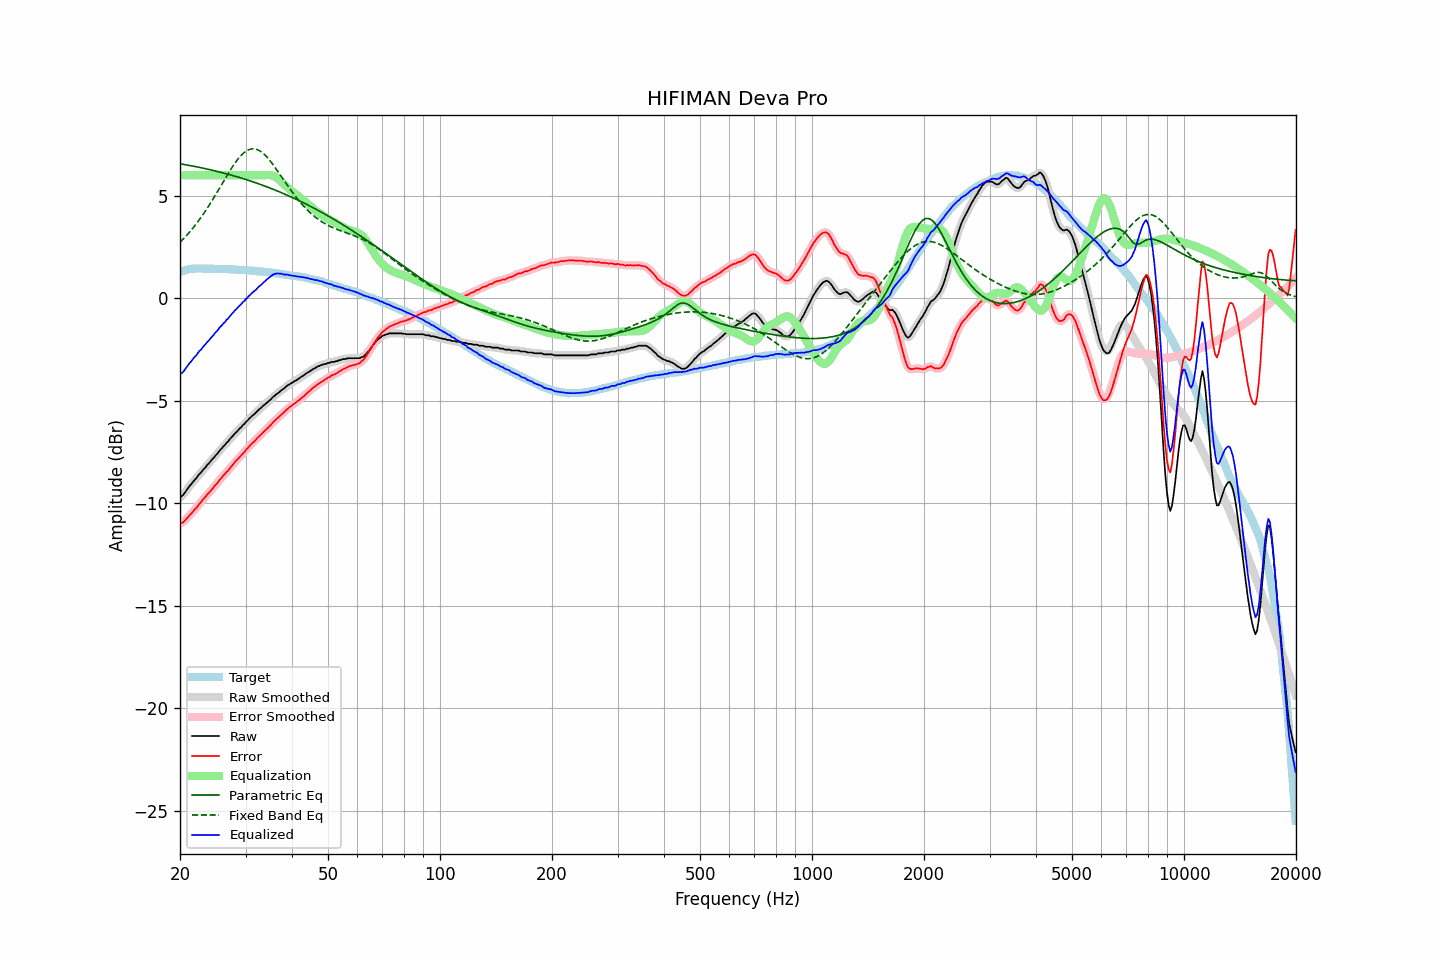 HIFIMAN Deva Pro
Amplitude (dBr)
5
0
−5
−10
−15
−20
−25
Target
Raw Smoothed
Error Smoothed
Raw
Error
Equalization
Parametric Eq
Fixed Band Eq
Equalized
20 50 100 200 500 1000 2000 5000 10000 20000
Frequency (Hz)